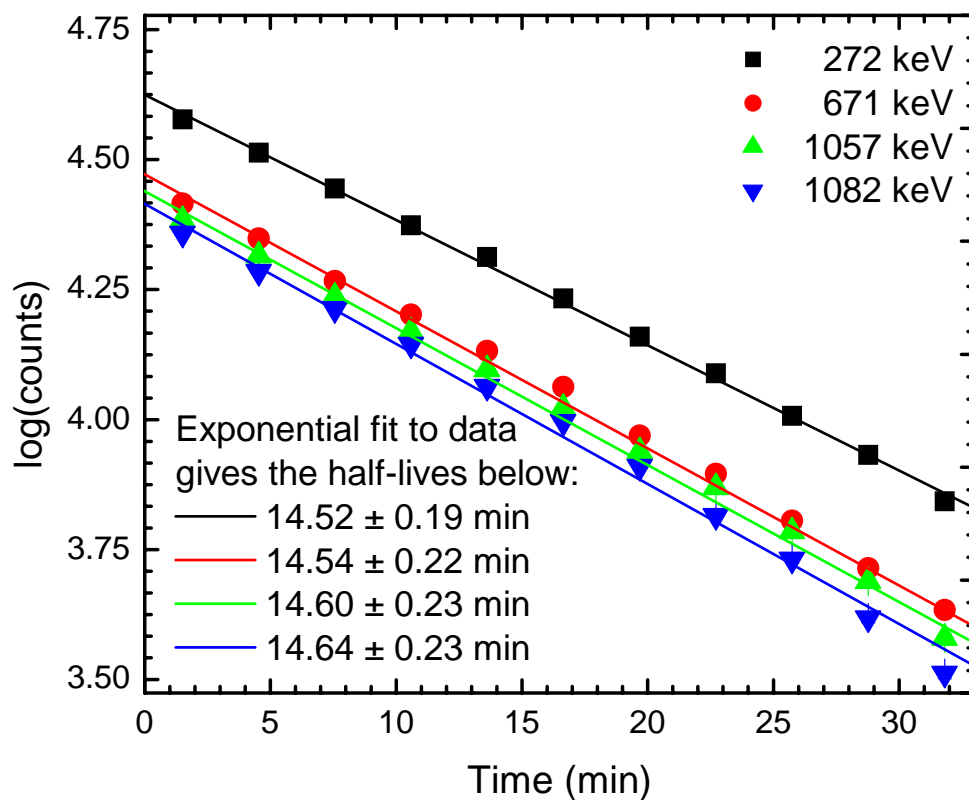 4.75
4.50
4.25
4.00
3.75
3.50
log(counts)
272 keV
671 keV
1057 keV
1082 keV
Exponential fit to data
gives the half-lives below:
14.52 ± 0.19 min
14.54 ± 0.22 min
14.60 ± 0.23 min
14.64 ± 0.23 min
0 5 10 15 20 25 30
Time (min)